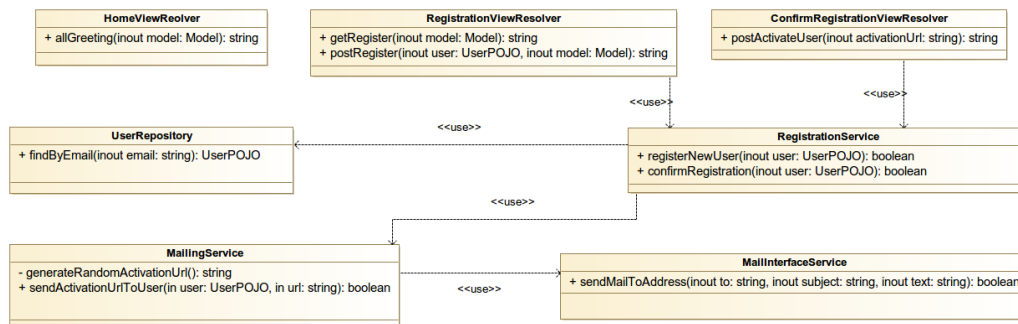 HomeViewReolver
+ allGreeting(inout model: Model): string
RegistrationViewResolver
+ getRegister(inout model: Model): string
+ postRegister(inout user: UserPOJO, inout model: Model): string
ConfirmRegistrationViewResolver
+ postActivateUser(inout activationUrl: string): string
<<use>>
<<use>>
<<use>>
UserRepository
+ findByEmail(inout email: string): UserPOJO
RegistrationService
+ registerNewUser(inout user: UserPOJO): boolean
+ confirmRegistration(inout user: UserPOJO): boolean
<<use>>
MailingService
- generateRandomActivationUrl(): string
+ sendActivationUrlToUser(in user: UserPOJO, in url: string): boolean
<<use>>
MailInterfaceService
+ sendMailToAddress(inout to: string, inout subject: string, inout text: string): boolean